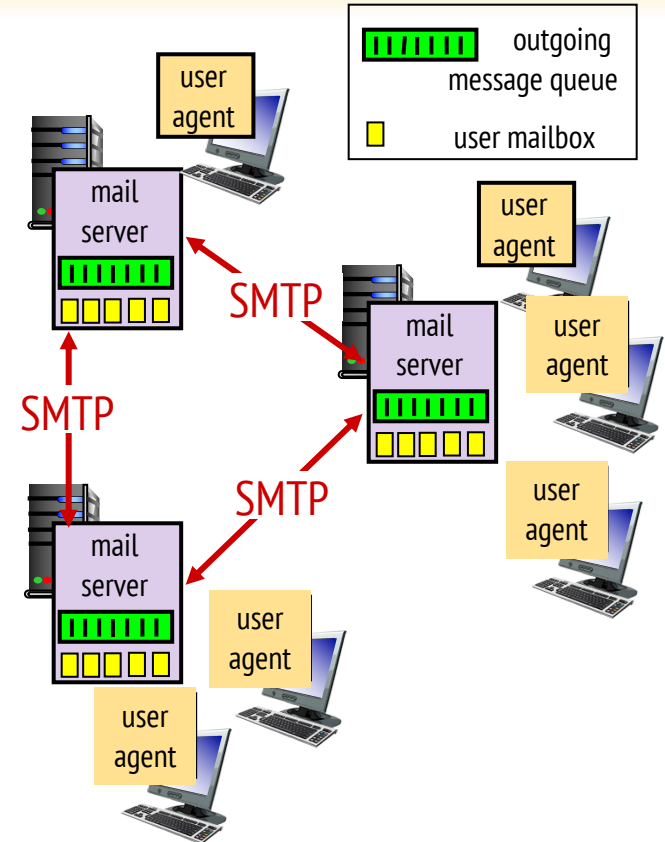 outgoing
message queue
user mailbox
user
agent
mail
server
user
agent
SMTP
mail
server
user
agent
SMTP
user
agent
SMTP
mail
server
user
agent
user
agent